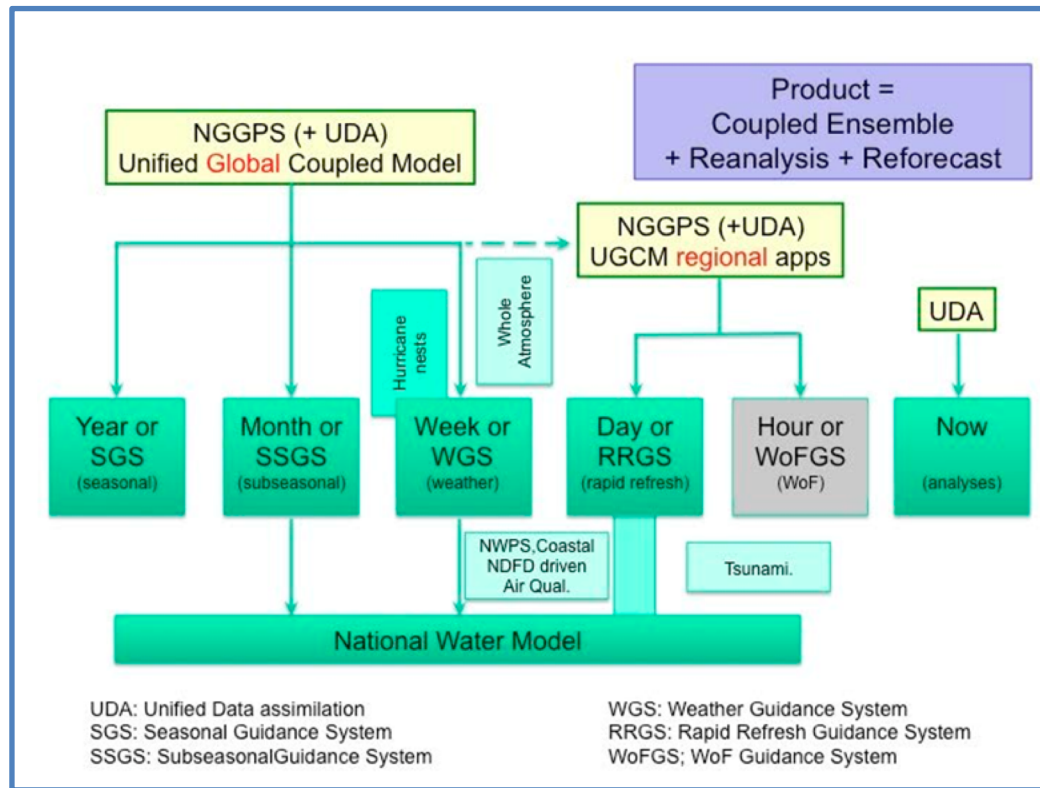 Product =
Coupled Ensemble
+ Reanalysis + Reforecast
NGGPS (+ UDA)
Unified Global Coupled Model
NGGPS (+UDA)
UGCM regional apps
UDA
Hurricane
nests
Whole
Atmosphere
Year or
SGS
(seasonal)
Month or
SSGS
(subseasonal)
Week or
WGS
(weather)
Day or
RRGS
(rapid refresh)
Hour or
WoFGS
(WoF)
Now
(analyses)
NWPS,Coastal
NDFD driven
Air Qual.
Tsunami.
National Water Model
UDA: Unified Data assimilation
SGS: Seasonal Guidance System
SSGS: SubseasonalGuidance System
WGS: Weather Guidance System
RRGS: Rapid Refresh Guidance System
WoFGS; WoF Guidance System